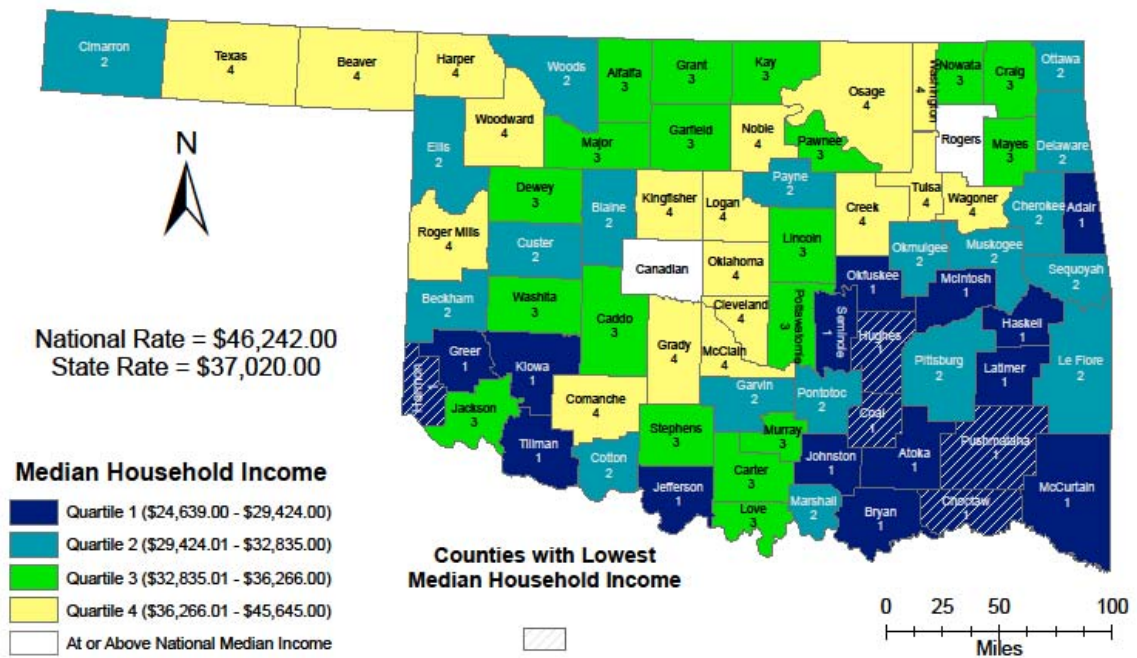 Cimarron
2
Texas
4
Beaver
4
Harper
4
Woods
2
Alfalfa
3
Grant
3
Kay
3
Osage
4
Washington
4
Nowata
3
Craig
3
Ottawa
2
Woodward
4
Ellis
2
Major
3
Garfield
3
Noble
4
Pawnee
3
Rogers
Mayes
3
Delaware
2
Dewey
3
Blaine
2
Kingfisher
4
Logan
4
Payne
2
Creek
4
Tulsa
4
Wagoner
4
Cherokee
2
Adair
1
Roger Mills
4
Custer
2
Canadian
Oklahoma
4
Lincoln
3
Okmulgee
2
Muskogee
2
Sequoyah
2
Okfuskee
1
McIntosh
1
Beckham
2
Washita
3
Caddo
3
Cleveland
4
Pottawatomie
3
Seminole
1
Hughes
1
Haskell
1
Grady
4
McClain
4
Pittsburg
2
Latimer
1
Le Flore
2
Greer
1
Kiowa
1
Harmon
1
Jackson
3
Comanche
4
Garvin
2
Pontotoc
2
Coal
1
Tillman
1
Cotton
2
Stephens
3
Murray
3
Johnston
1
Atoka
1
Pushmataha
1
McCurtain
1
Jefferson
1
Carter
3
Love
3
Marshall
2
Bryan
1
Choctaw
1
N
National Rate = $46,242.00
State Rate = $37,020.00
Median Household Income
Quartile 1 ($24,639.00 - $29,424.00)
Quartile 2 ($29,424.01 - $32,835.00)
Quartile 3 ($32,835.01 - $36,266.00)
Quartile 4 ($36,266.01 - $45,645.00)
At or Above National Median Income
Counties with Lowest
Median Household Income
0 25 50 100
Miles